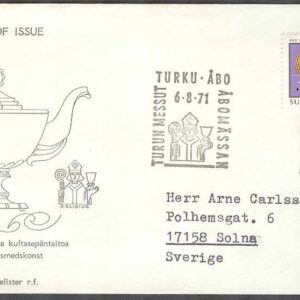 OF ISSUE
TURKU - ÅBO
6-8.71
TURUN MESSUT
ÅBOMÄSSAN
SU
S. ELIGIUS
a kultasepäntaitoa
smedskonst
elister r.f.
Herr Arne Carlss
Polhemsgat. 6
17158 Solna
Sverige